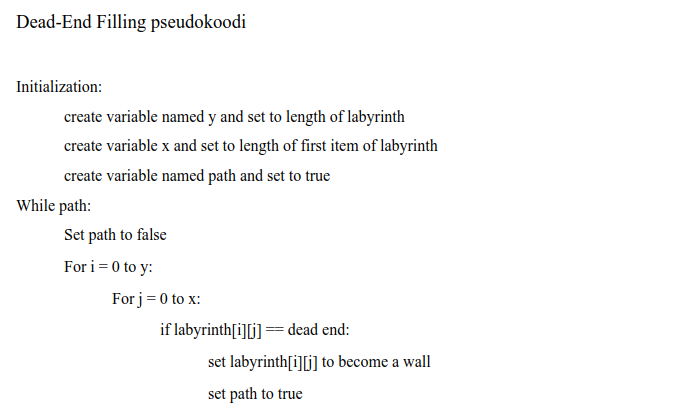 Dead-End Filling pseudokoodi
Initialization:
create variable named y and set to length of labyrinth
create variable x and set to length of first item of labyrinth
create variable named path and set to true
While path:
Set path to false
For i = 0 to y:
For j = 0 to x:
if labyrinth[i][j] == dead end:
set labyrinth[i][j] to become a wall
set path to true